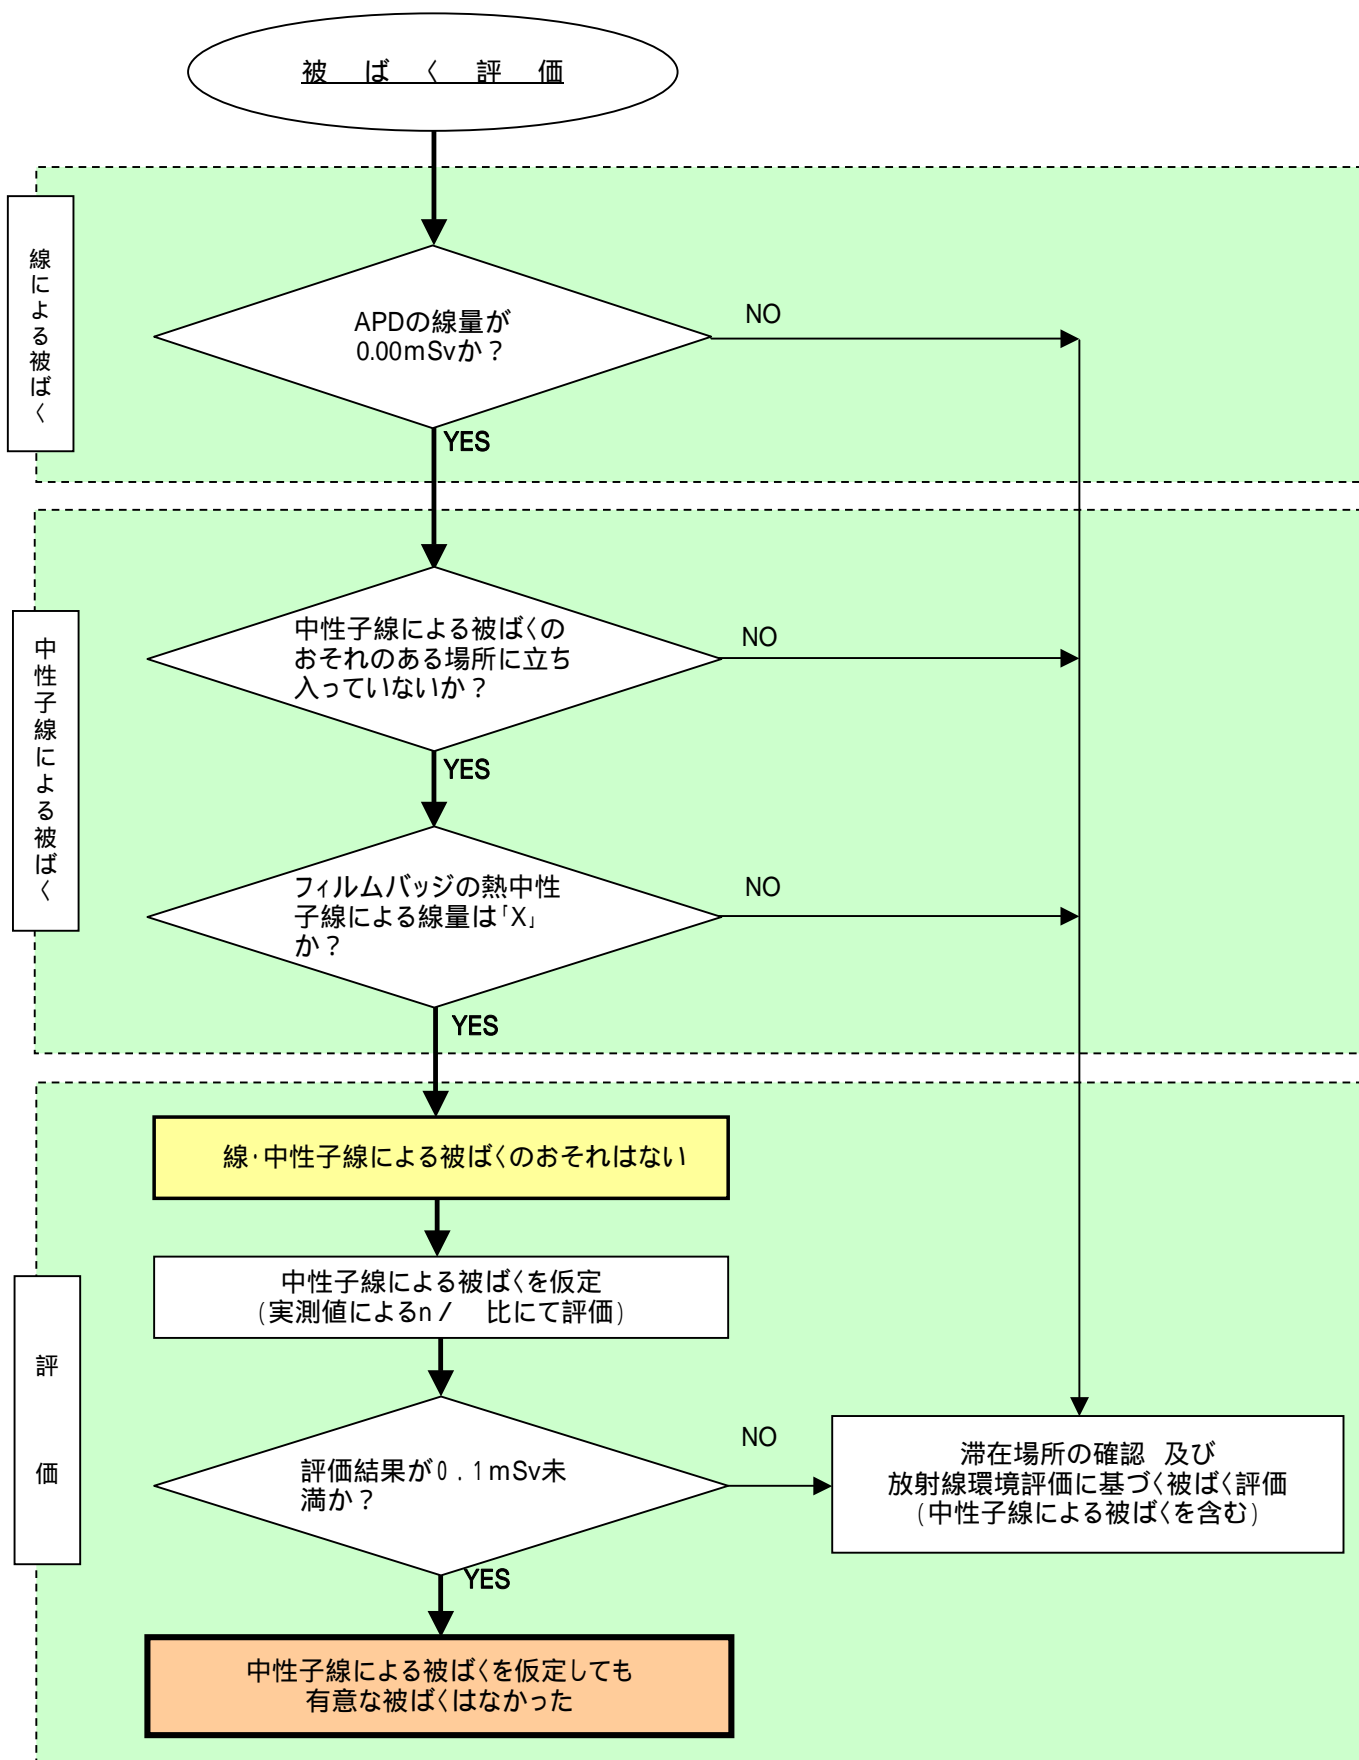 被ばく評価
線による被ばく
APDの線量が
0.00mSvか？
NO
YES
中性子線による被ばく
中性子線による被ばくの
おそれのある場所に立ち
入っていないか？
NO
YES
フィルムバッジの熱中性
子線による線量は「X」
か？
NO
YES
評価
線・中性子線による被ばくのおそれはない
中性子線による被ばくを仮定
(実測値によるn／　比にて評価)
評価結果が0．1mSv未
満か？
NO
滞在場所の確認 及び
放射線環境評価に基づく被ばく評価
(中性子線による被ばくを含む)
YES
中性子線による被ばくを仮定しても
有意な被ばくはなかった